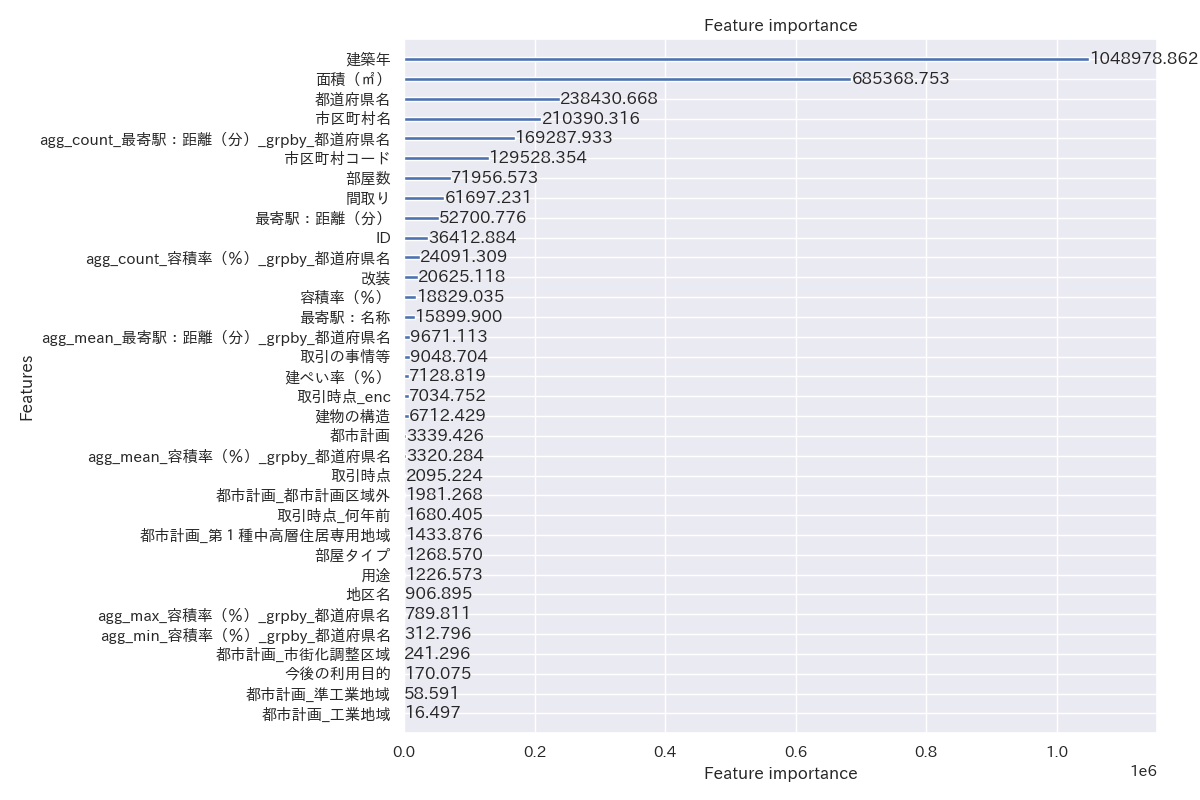 Feature importance
建築年 1048978.862
面積（㎡） 685368.753
都道府県名 238430.668
市区町村名 210390.316
agg_count_最寄駅：距離（分）_grpby_都道府県名 169287.933
市区町村コード 129528.354
部屋数 71956.573
間取り 61697.231
最寄駅：距離（分） 52700.776
ID 36412.884
agg_count_容積率（％）_grpby_都道府県名 24091.309
改装 20625.118
容積率（％） 18829.035
最寄駅：名称 15899.900
agg_mean_最寄駅：距離（分）_grpby_都道府県名 9671.113
取引の事情等 9048.704
建ぺい率（％） 7128.819
取引時点_enc 7034.752
建物の構造 6712.429
都市計画 3339.426
agg_mean_容積率（％）_grpby_都道府県名 3320.284
取引時点 2095.224
都市計画_都市計画区域外 1981.268
取引時点_何年前 1680.405
都市計画_第１種中高層住居専用地域 1433.876
部屋タイプ 1268.570
用途 1226.573
地区名 906.895
agg_max_容積率（％）_grpby_都道府県名 789.811
agg_min_容積率（％）_grpby_都道府県名 312.796
都市計画_市街化調整区域 241.296
今後の利用目的 170.075
都市計画_準工業地域 58.591
都市計画_工業地域 16.497
Features
0.0 0.2 0.4 0.6 0.8 1.0
1e6
Feature importance